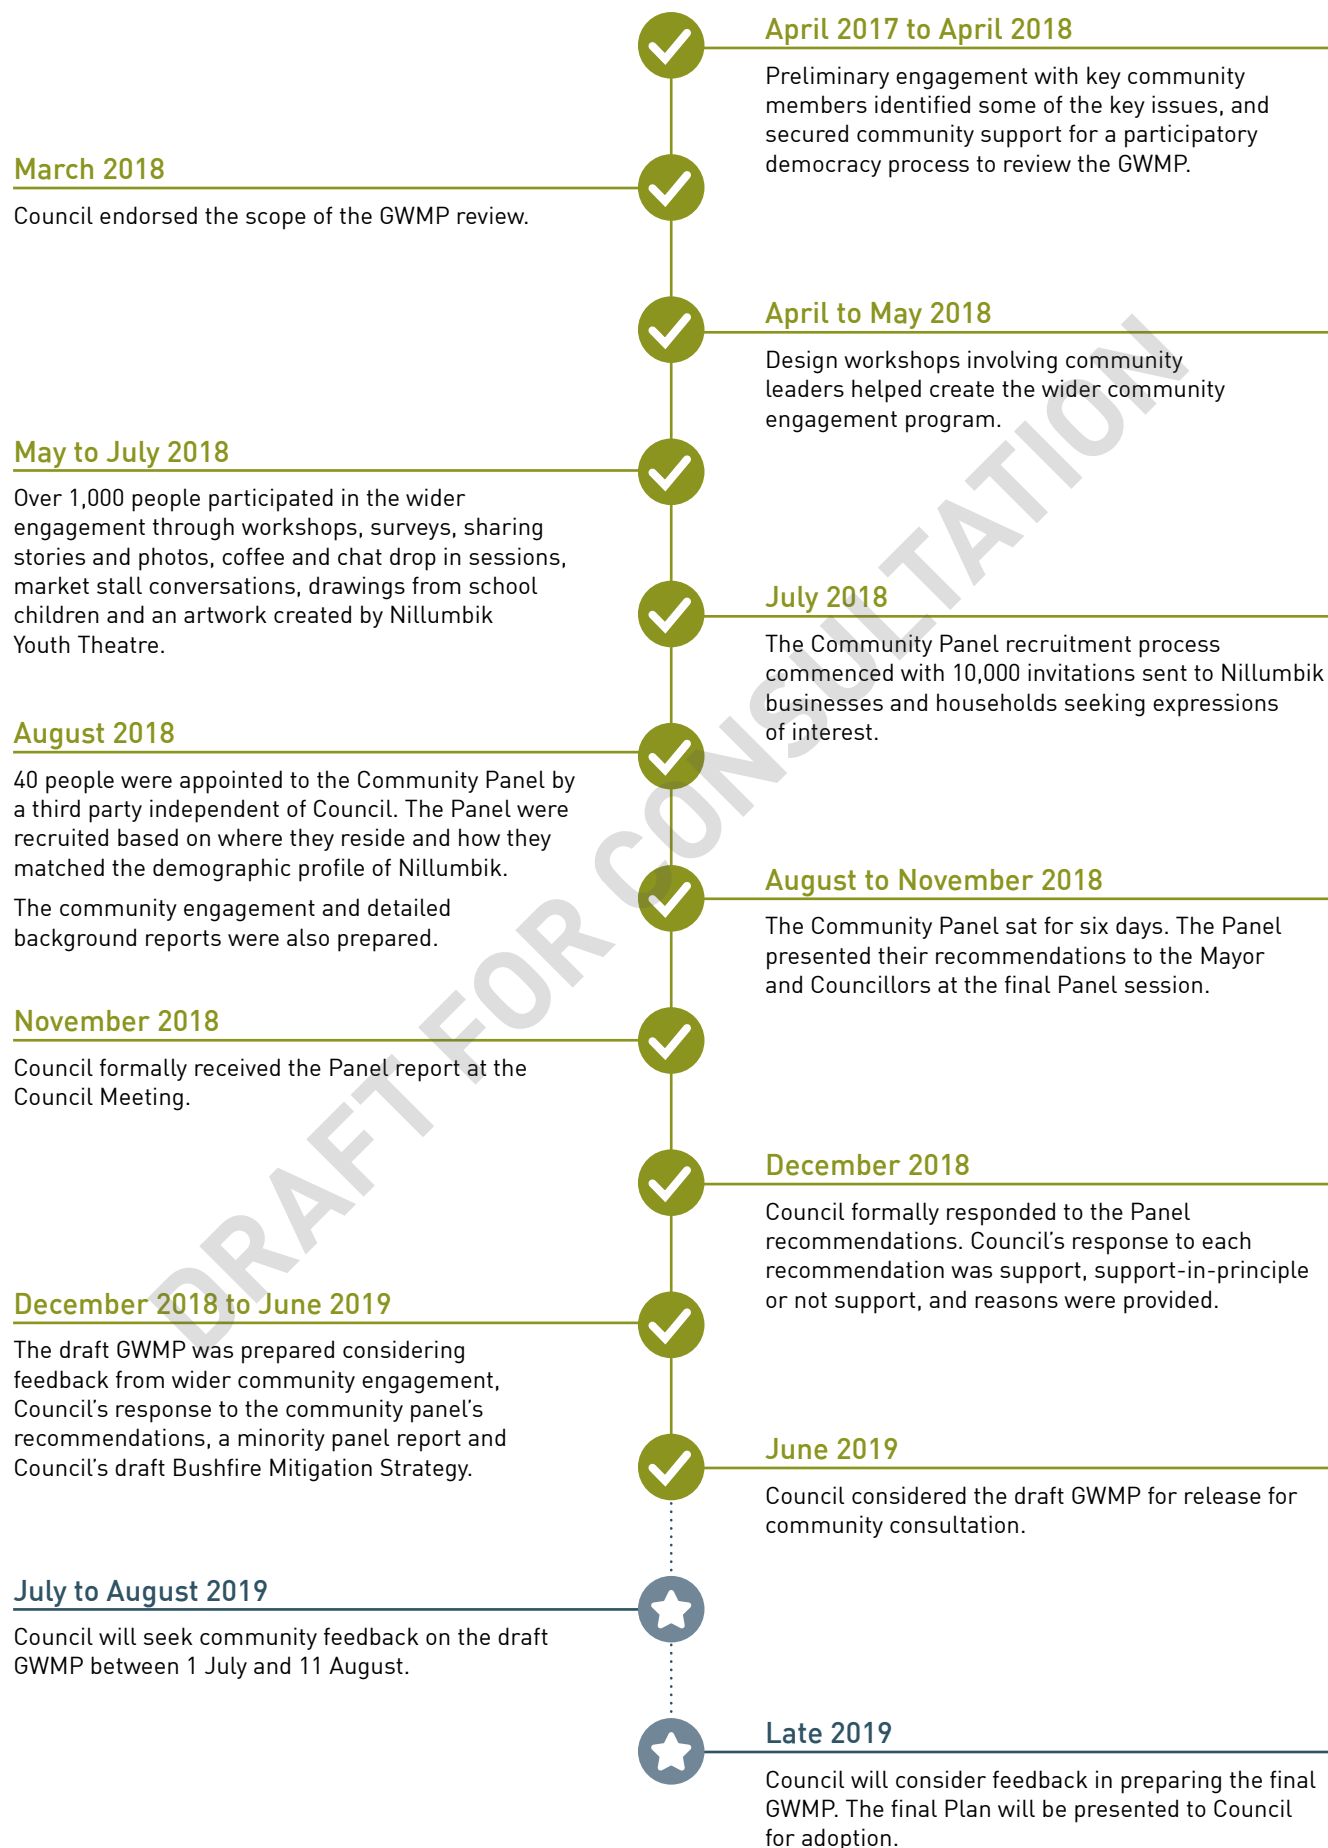 April 2017 to April 2018
Preliminary engagement with key community
members identified some of the key issues, and
secured community support for a participatory
democracy process to review the GWMP.
March 2018
Council endorsed the scope of the GWMP review.
April to May 2018
Design workshops involving community
leaders helped create the wider community
engagement program.
May to July 2018
Over 1,000 people participated in the wider
engagement through workshops, surveys, sharing
stories and photos, coffee and chat drop in sessions,
market stall conversations, drawings from school
children and an artwork created by Nillumbik
Youth Theatre.
July 2018
The Community Panel recruitment process
commenced with 10,000 invitations sent to Nillumbik
businesses and households seeking expressions
of interest.
August 2018
40 people were appointed to the Community Panel by
a third party independent of Council. The Panel were
recruited based on where they reside and how they
matched the demographic profile of Nillumbik.
The community engagement and detailed
background reports were also prepared.
August to November 2018
The Community Panel sat for six days. The Panel
presented their recommendations to the Mayor
and Councillors at the final Panel session.
November 2018
Council formally received the Panel report at the
Council Meeting.
December 2018
Council formally responded to the Panel
recommendations. Council's response to each
recommendation was support, support-in-principle
or not support, and reasons were provided.
December 2018 to June 2019
The draft GWMP was prepared considering
feedback from wider community engagement,
Council's response to the community panel's
recommendations, a minority panel report and
Council's draft Bushfire Mitigation Strategy.
June 2019
Council considered the draft GWMP for release for
community consultation.
July to August 2019
Council will seek community feedback on the draft
GWMP between 1 July and 11 August.
Late 2019
Council will consider feedback in preparing the final
GWMP. The final Plan will be presented to Council
for adoption.
DRAFT FOR CONSULTATION